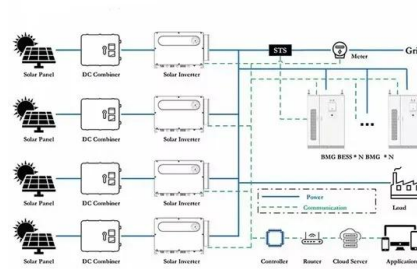 STS
Meter
Gri
Solar Panel
DC Combiner
Solar Inverter
Solar Panel
DC Combiner
Solar Inverter
BMG BESS * N BMG * N
Solar Panel
DC Combiner
Solar Inverter
Power
Communication
Load
Solar Panel
DC Combiner
Solar Inverter
Controller
Router
Cloud Server
Application